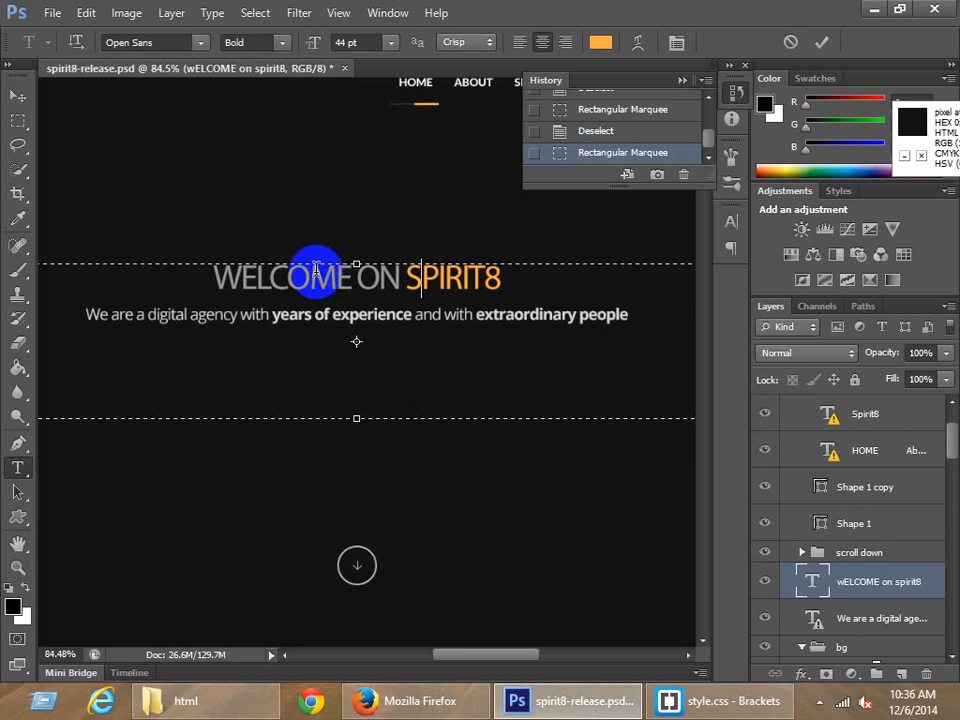 Ps File Edit Image Layer Type Select Filter View Window Help
T Open Sans Bold 44 pt Crisp
spirit8-release.psd @ 84.5% (wELCOME on spirit8, RGB/8) * ×
HOME ABOUT
History
Rectangular Marquee
Deselect
Rectangular Marquee
Color Swatches
R
G
B
pixel at
HEX 0
HTML
RGB (
CMYK
HSV (
Adjustments Styles
Add an adjustment
WELCOME ON SPIRIT8
We are a digital agency with years of experience and with extraordinary people
Layers Channels Paths
Kind
Normal Opacity: 100%
Lock: Fill: 100%
Spirit8
HOME Ab...
Shape 1 copy
Shape 1
scroll down
wELCOME on spirit8
We are a digital age...
bg
84.48% Doc: 26.6M/129.7M
Mini Bridge Timeline
html Mozilla Firefox Ps spirit8-release.psd... style.css - Brackets
10:36 AM
12/6/2014